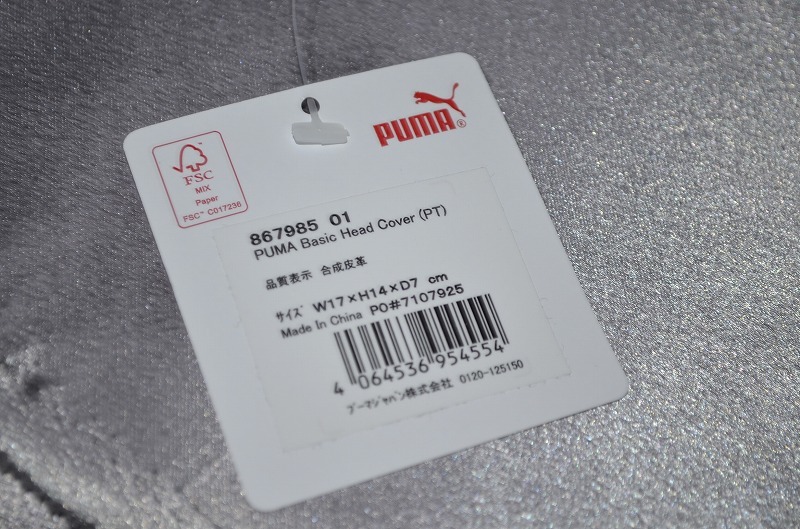 PUMA®
FSC
MIX
Paper
FSC™ C017236
867985 01
PUMA Basic Head Cover (PT)
品質表示 合成皮革
ｻｲｽﾞ W17×H14×D7 cm
Made In China PO#7107925
4 064536 954554
ﾌﾟｰﾏｼﾞｬﾊﾟﾝ株式会社 0120-125150